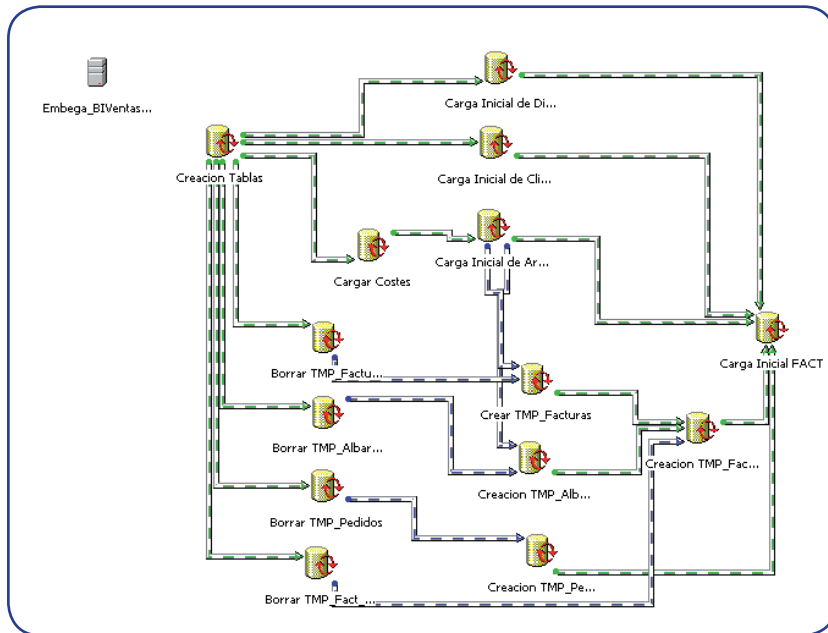 Carga Inicial de Di...
Embega_BIVentas...
Creacion Tablas
Carga Inicial de Cli...
Cargar Costes
Carga Inicial de Ar...
Borrar TMP_Factu...
Carga Inicial FACT
Crear TMP_Facturas
Borrar TMP_Albar...
Creacion TMP_Fac...
Creacion TMP_Alb...
Borrar TMP_Pedidos
Creacion TMP_Pe...
Borrar TMP_Fact_...